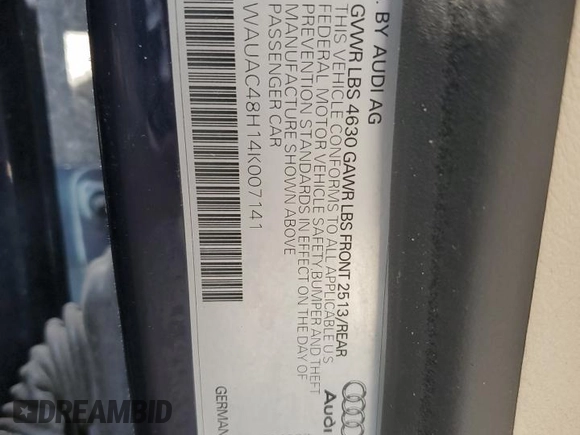 . BY AUDI AG
GVWR LBS 4630 GAWR LBS FRONT 2513/REAR
THIS VEHICLE CONFORMS TO ALL APPLICABLE U S
FEDERAL MOTOR VEHICLE SAFETY, BUMPER AND THEFT
PREVENTION STANDARDS IN EFFECT ON THE DAY OF
MANUFACTURE SHOWN ABOVE
PASSENGER CAR
WAUAC48H14K007141
Audi
GERMAN
DREAMBID